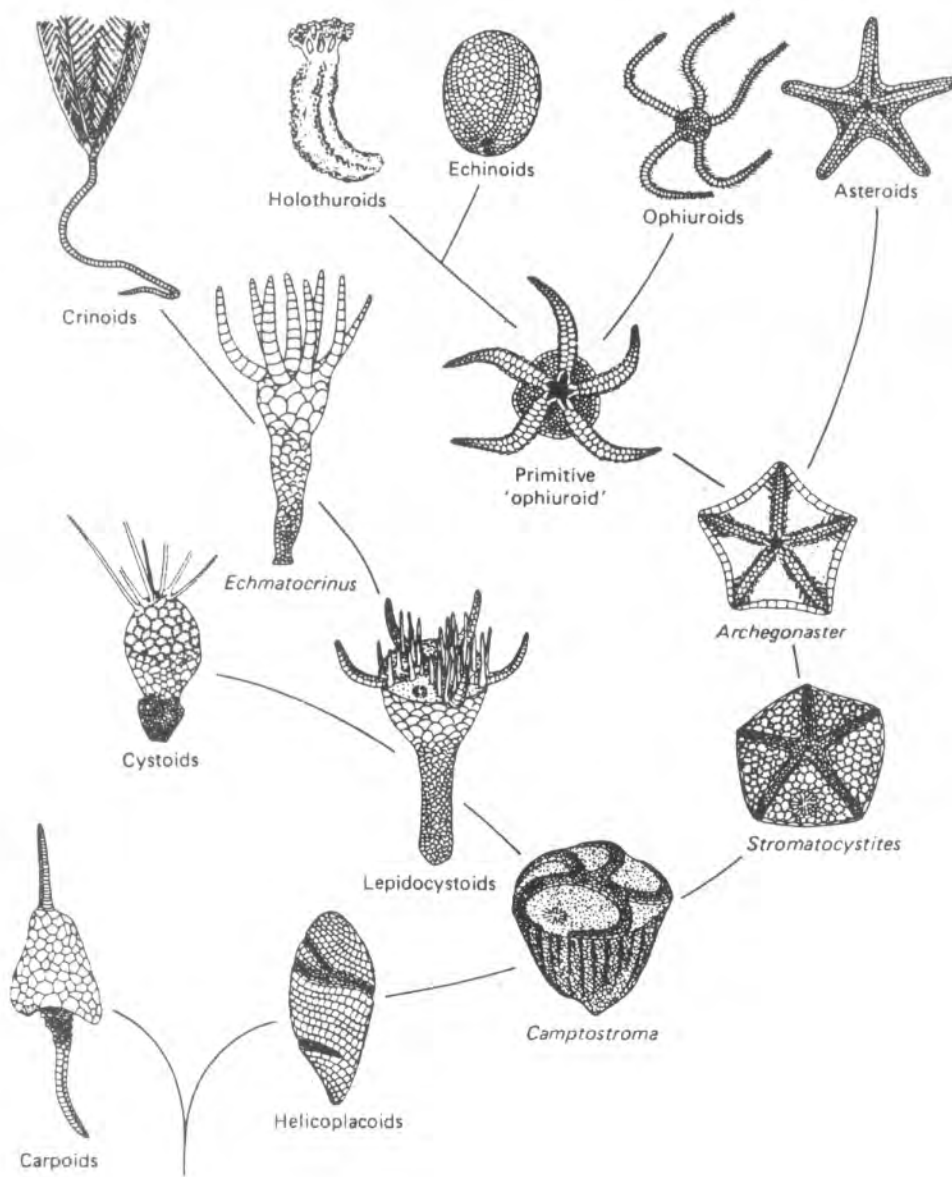 Holothuroids
Echinoids
Ophiuroids
Asteroids
Crinoids
Primitive
'ophiuroid'
Echmatocrinus
Archegonaster
Cystoids
Stromatocystites
Lepidocystoids
Camptostroma
Helicoplacoids
Carpoids